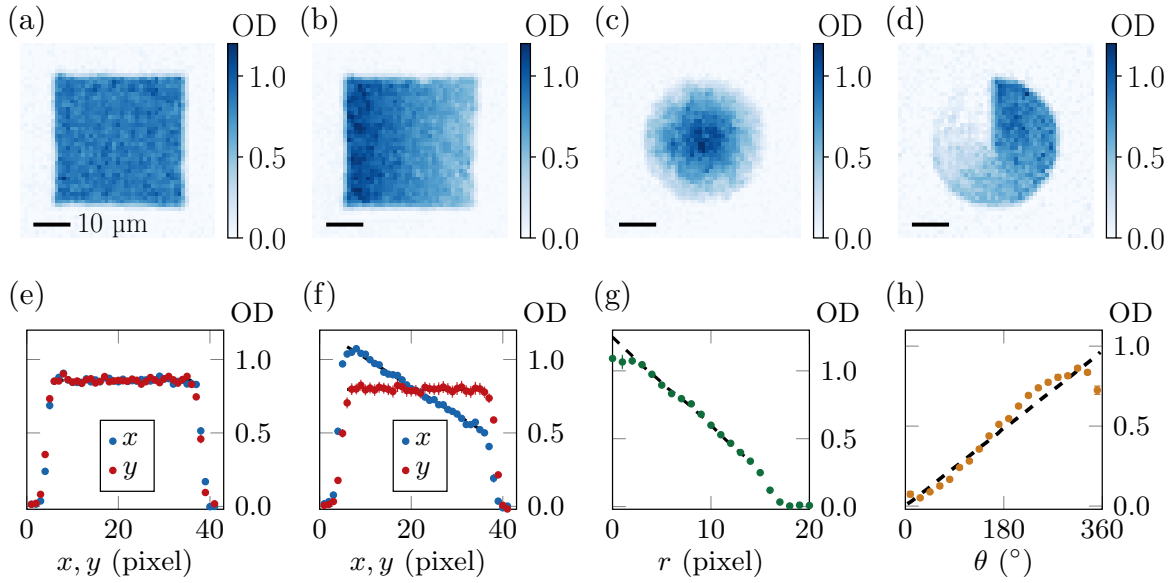 (a) OD (b) OD (c) OD (d) OD
1.0 1.0 1.0 1.0
0.5 0.5 0.5 0.5
10 µm 0.0 0.0 0.0 0.0
(e) OD (f) OD (g) OD (h) OD
1.0 1.0 1.0 1.0
x x
0.5 0.5 0.5 0.5
y y
0.0 0.0 0.0 0.0
0 20 40 0 20 40 0 10 20 0 180 360
x, y (pixel) x, y (pixel) r (pixel) θ (°)